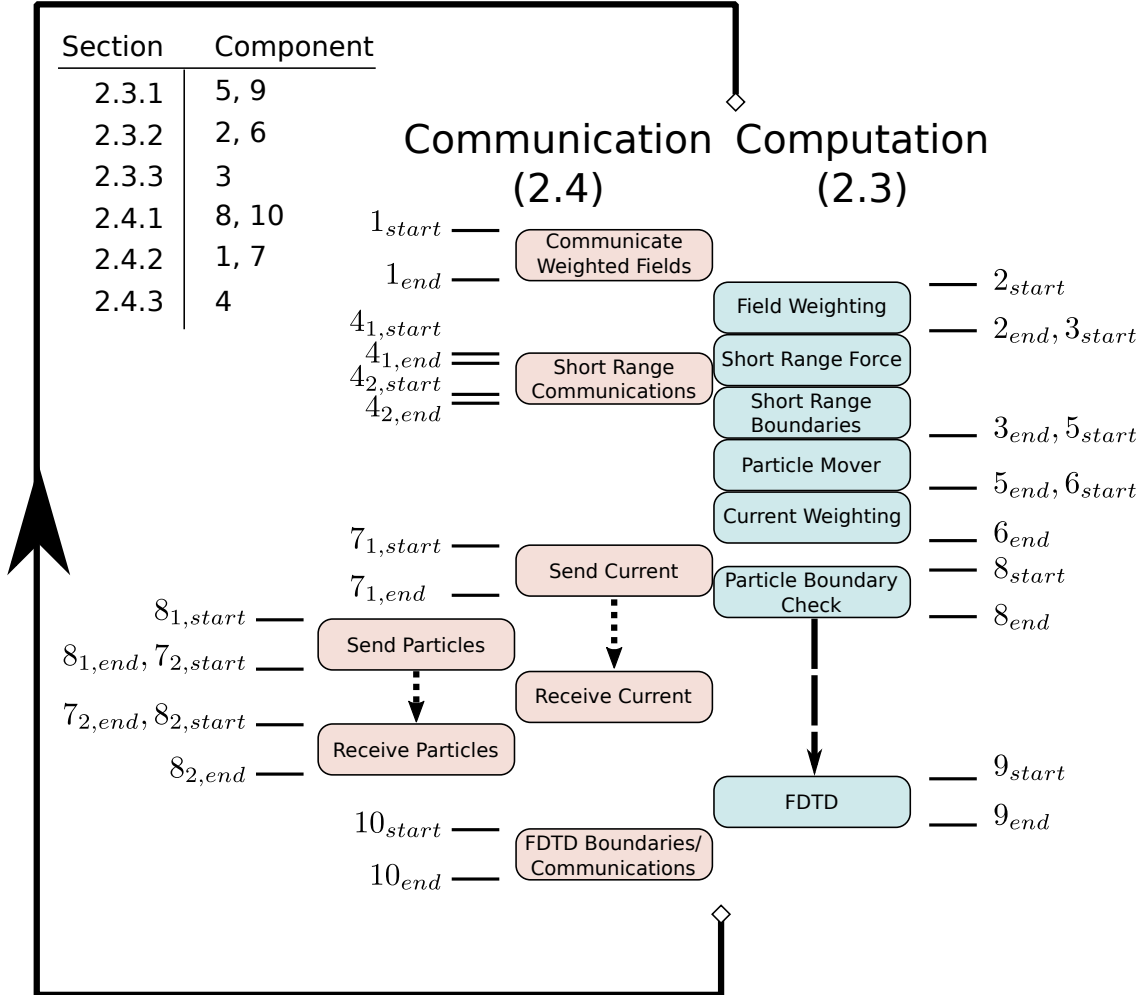 Section Component
2.3.1 5, 9
2.3.2 2, 6
2.3.3 3
2.4.1 8, 10
2.4.2 1, 7
2.4.3 4
Communication
(2.4)
Computation
(2.3)
1start
Communicate
Weighted Fields
1end
2start
Field Weighting
2end, 3start
41,start
41,end
42,start
42,end
Short Range
Communications
Short Range Force
Short Range
Boundaries
3end, 5start
Particle Mover
5end, 6start
Current Weighting
6end
71,start
Send Current
71,end
8start
Particle Boundary
Check
8end
81,start
Send Particles
81,end, 72,start
Receive Current
72,end, 82,start
Receive Particles
82,end
9start
FDTD
9end
10start
FDTD Boundaries/
Communications
10end